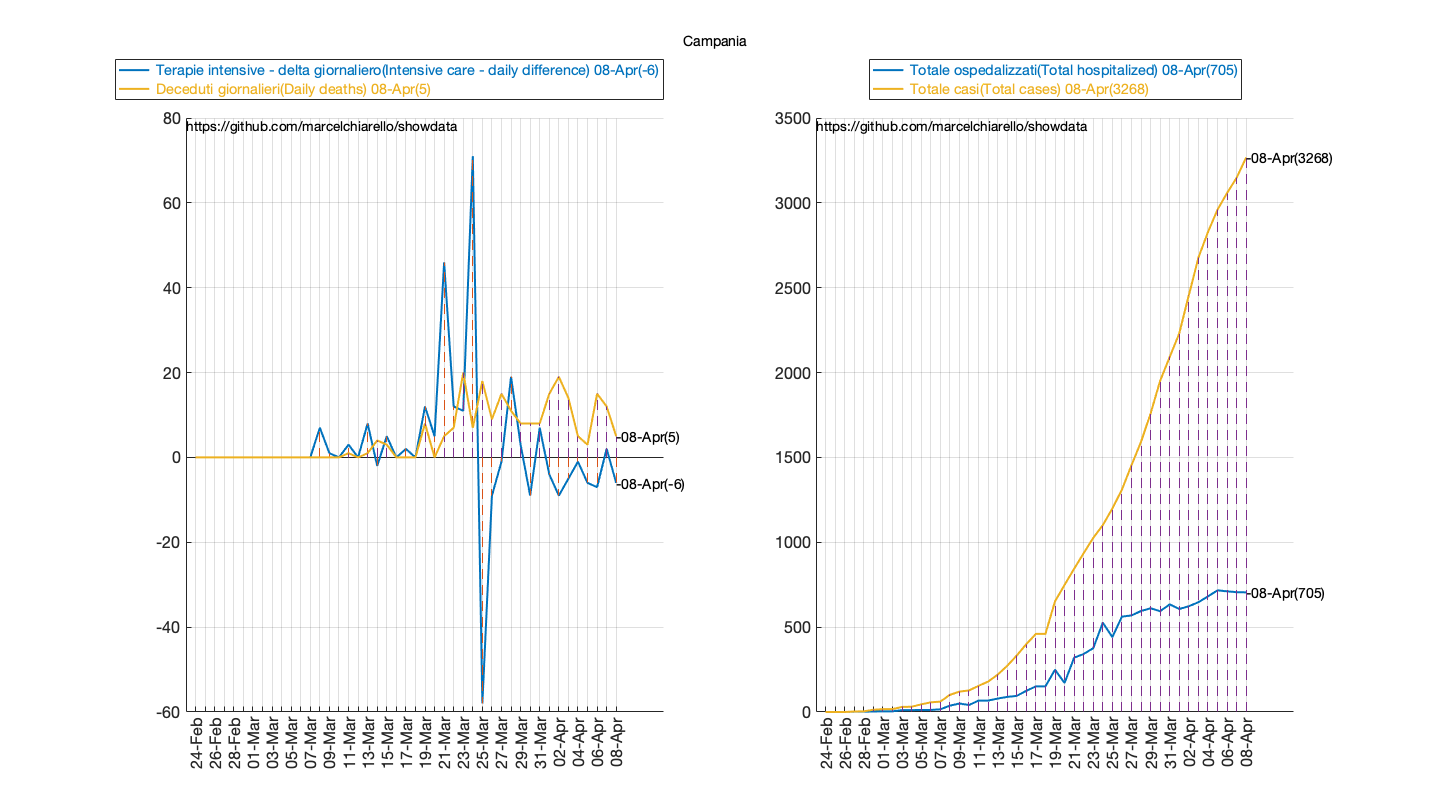 Campania
Terapie intensive - delta giornaliero(Intensive care - daily difference) 08-Apr(-6)
Deceduti giornalieri(Daily deaths) 08-Apr(5)
https://github.com/marcelchiarello/showdata
80
60
40
20
0
-20
-40
-60
-08-Apr(5)
-08-Apr(-6)
24-Feb
26-Feb
28-Feb
01-Mar
03-Mar
05-Mar
07-Mar
09-Mar
11-Mar
13-Mar
15-Mar
17-Mar
19-Mar
21-Mar
23-Mar
25-Mar
27-Mar
29-Mar
31-Mar
02-Apr
04-Apr
06-Apr
08-Apr
Totale ospedalizzati(Total hospitalized) 08-Apr(705)
Totale casi(Total cases) 08-Apr(3268)
https://github.com/marcelchiarello/showdata
3500
3000
2500
2000
1500
1000
500
0
-08-Apr(3268)
-08-Apr(705)
24-Feb
26-Feb
28-Feb
01-Mar
03-Mar
05-Mar
07-Mar
09-Mar
11-Mar
13-Mar
15-Mar
17-Mar
19-Mar
21-Mar
23-Mar
25-Mar
27-Mar
29-Mar
31-Mar
02-Apr
04-Apr
06-Apr
08-Apr